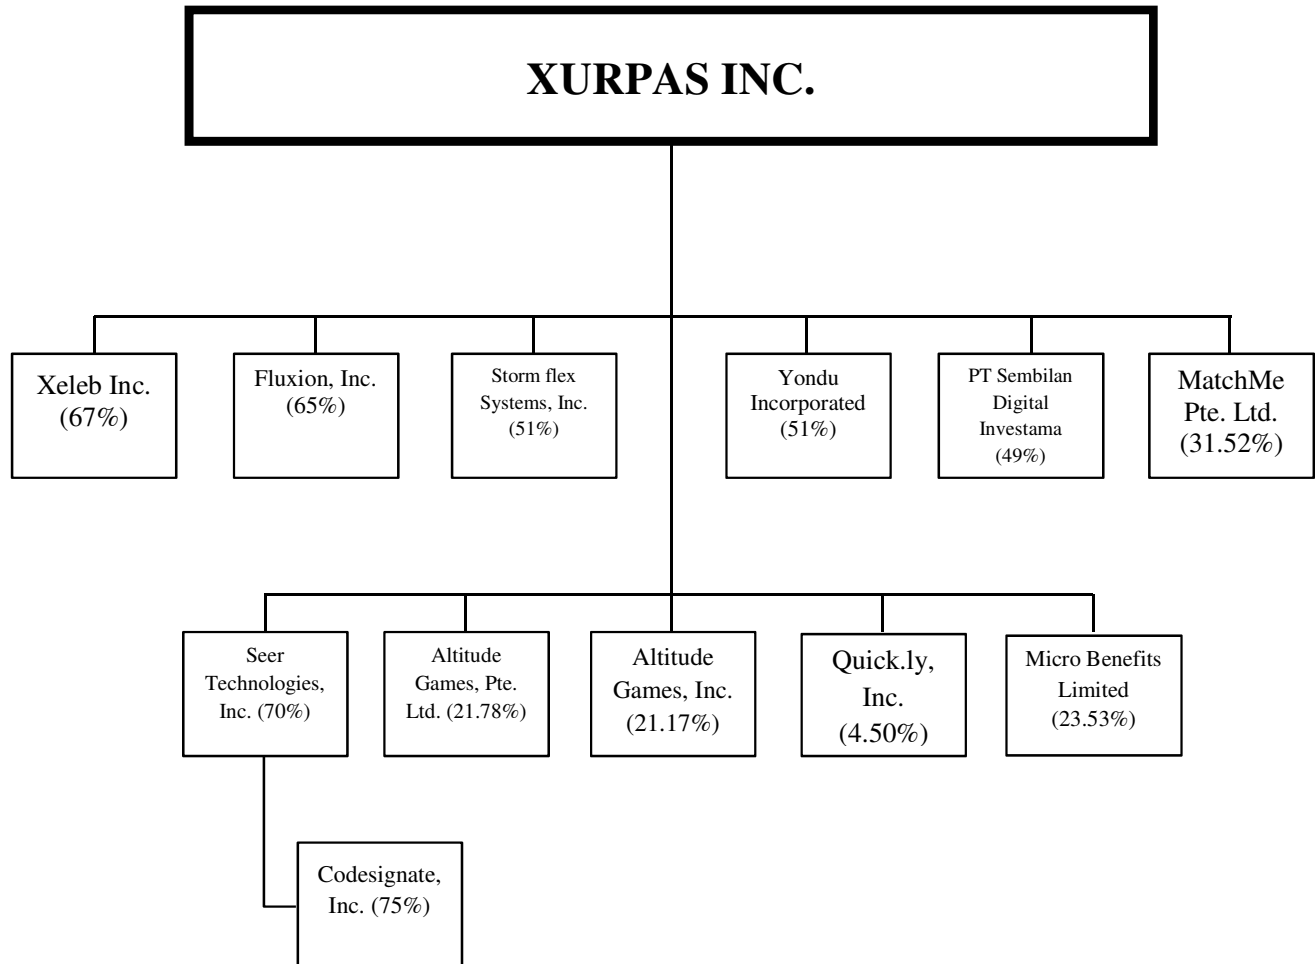 XURPAS INC.
Xeleb Inc.
(67%)
Fluxion, Inc.
(65%)
Storm flex
Systems, Inc.
(51%)
Yondu
Incorporated
(51%)
PT Sembilan
Digital
Investama
(49%)
MatchMe
Pte. Ltd.
(31.52%)
Seer
Technologies,
Inc. (70%)
Altitude
Games, Pte.
Ltd. (21.78%)
Altitude
Games, Inc.
(21.17%)
Quick.ly,
Inc.
(4.50%)
Micro Benefits
Limited
(23.53%)
Codesignate,
Inc. (75%)